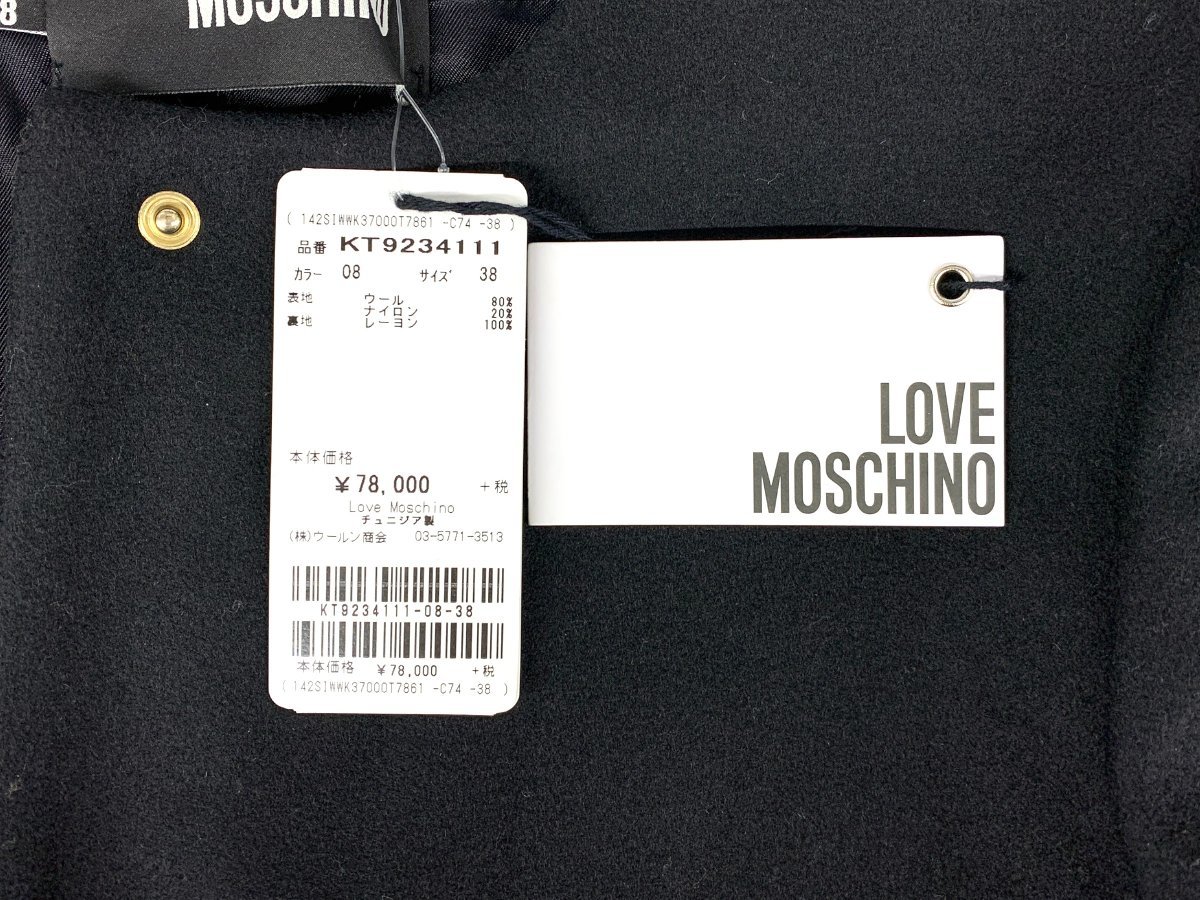 8
MOSCHINO
( 142SIWWK37000T7861 -C74 -38 )
品番 KT9234111
カラー 08 サイズ 38
表地 ウール 80%
ナイロン 20%
裏地 レーヨン 100%
本体価格
¥78,000 +税
Love Moschino
チュニジア製
(株)ウールン商会 03-5771-3513
KT9234111-08-38
本体価格 ¥78,000 +税
( 142SIWWK37000T7861 -C74 -38 )
LOVE
MOSCHINO